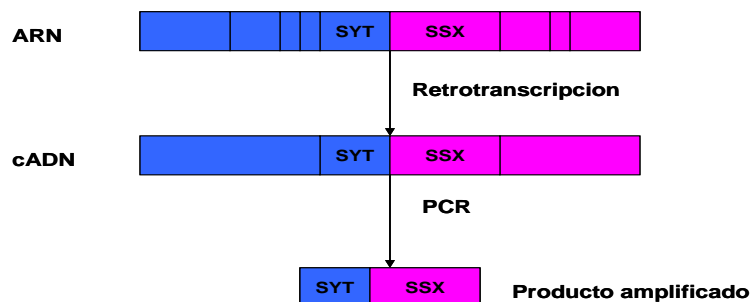 ARN SYT SSX
Retrotranscripcion
cADN SYT SSX
PCR
SYT SSX Producto amplificado